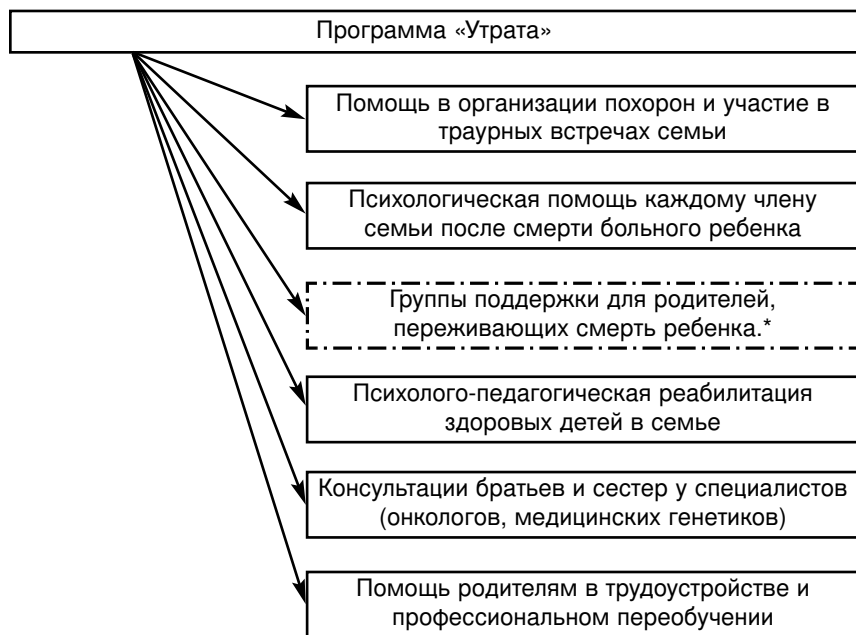 Программа «Утрата»
Помощь в организации похорон и участие в
траурных встречах семьи
Психологическая помощь каждому члену
семьи после смерти больного ребенка
Группы поддержки для родителей,
переживающих смерть ребенка.*
Психолого-педагогическая реабилитация
здоровых детей в семье
Консультации братьев и сестер у специалистов
(онкологов, медицинских генетиков)
Помощь родителям в трудоустройстве и
профессиональном переобучении